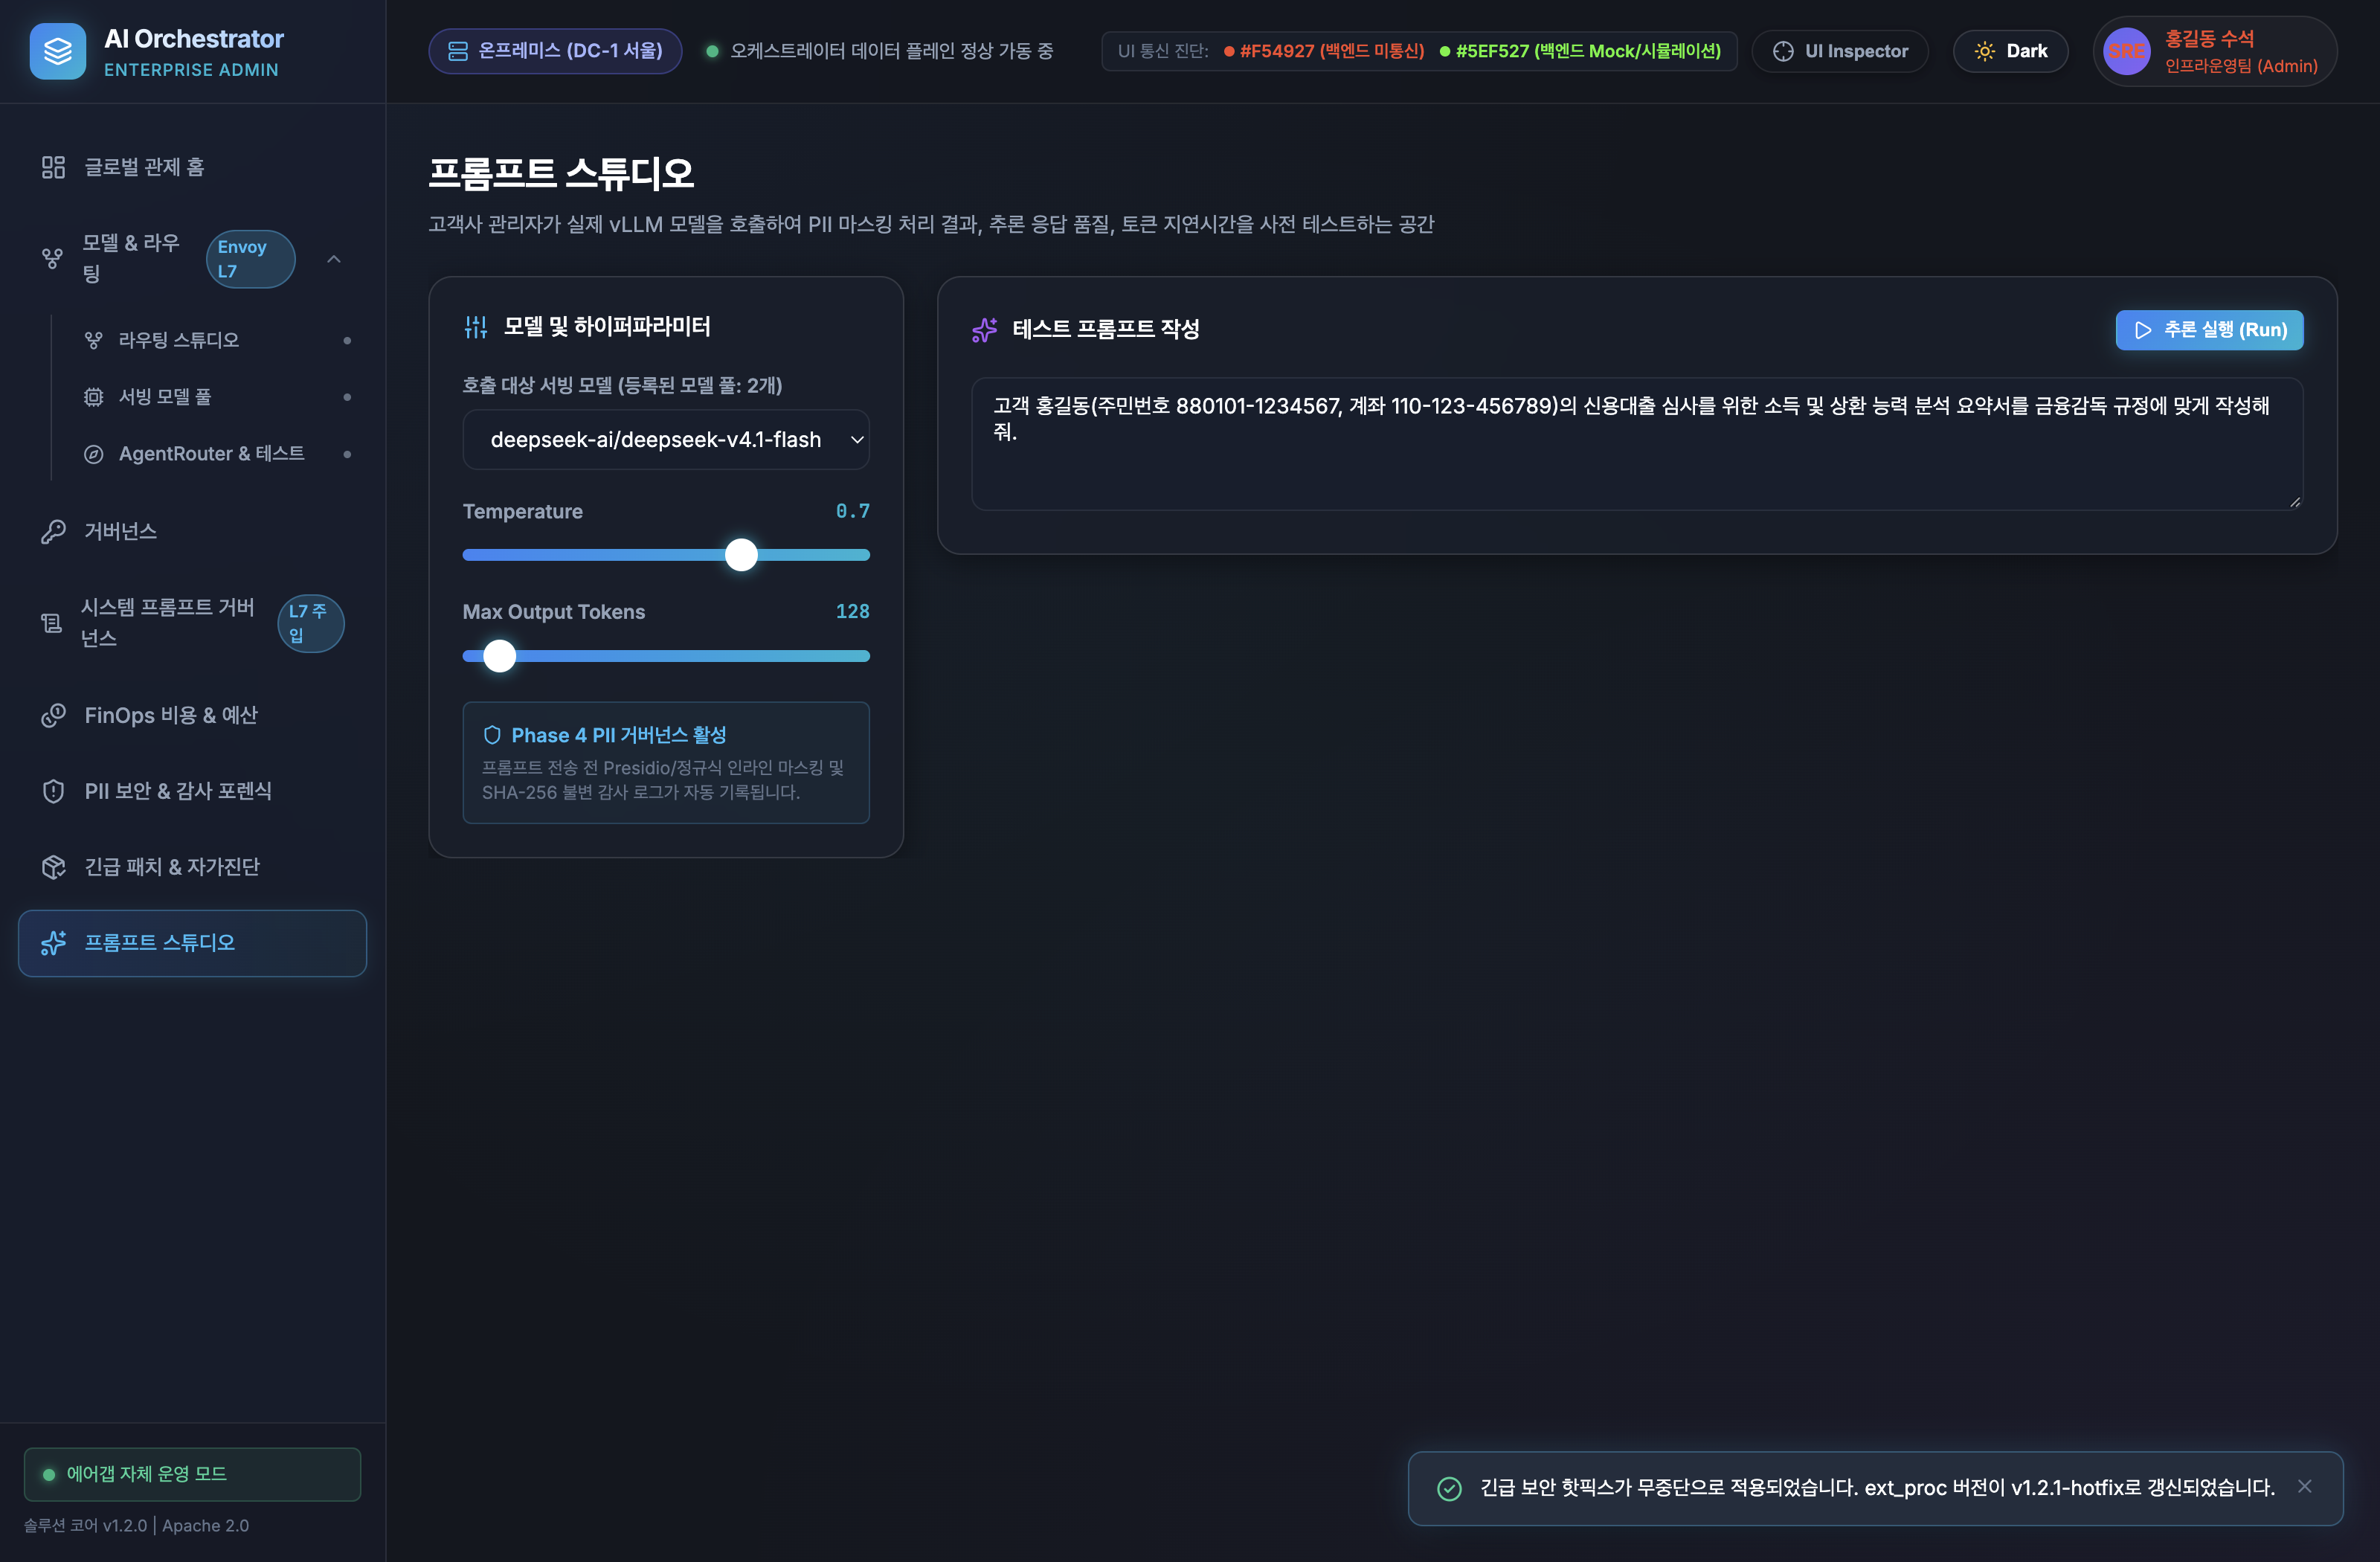 AI Orchestrator
ENTERPRISE ADMIN
온프레미스 (DC-1 서울)
오케스트레이터 데이터 플레인 정상 가동 중
UI 통신 진단: #F54927 (백엔드 미통신) #5EF527 (백엔드 Mock/시뮬레이션)
UI Inspector
Dark
SRE
홍길동 수석
인프라운영팀 (Admin)
글로벌 관제 홈
모델 & 라우
팅
Envoy
L7
라우팅 스튜디오
서빙 모델 풀
AgentRouter & 테스트
거버넌스
시스템 프롬프트 거버
넌스
L7 주
입
FinOps 비용 & 예산
PII 보안 & 감사 포렌식
긴급 패치 & 자가진단
프롬프트 스튜디오
에어갭 자체 운영 모드
솔루션 코어 v1.2.0 | Apache 2.0
프롬프트 스튜디오
고객사 관리자가 실제 vLLM 모델을 호출하여 PII 마스킹 처리 결과, 추론 응답 품질, 토큰 지연시간을 사전 테스트하는 공간
모델 및 하이퍼파라미터
호출 대상 서빙 모델 (등록된 모델 풀: 2개)
deepseek-ai/deepseek-v4.1-flash
Temperature 0.7
Max Output Tokens 128
Phase 4 PII 거버넌스 활성
프롬프트 전송 전 Presidio/정규식 인라인 마스킹 및
SHA-256 불변 감사 로그가 자동 기록됩니다.
테스트 프롬프트 작성
추론 실행 (Run)
고객 홍길동(주민번호 880101-1234567, 계좌 110-123-456789)의 신용대출 심사를 위한 소득 및 상환 능력 분석 요약서를 금융감독 규정에 맞게 작성해
줘.
긴급 보안 핫픽스가 무중단으로 적용되었습니다. ext_proc 버전이 v1.2.1-hotfix로 갱신되었습니다.